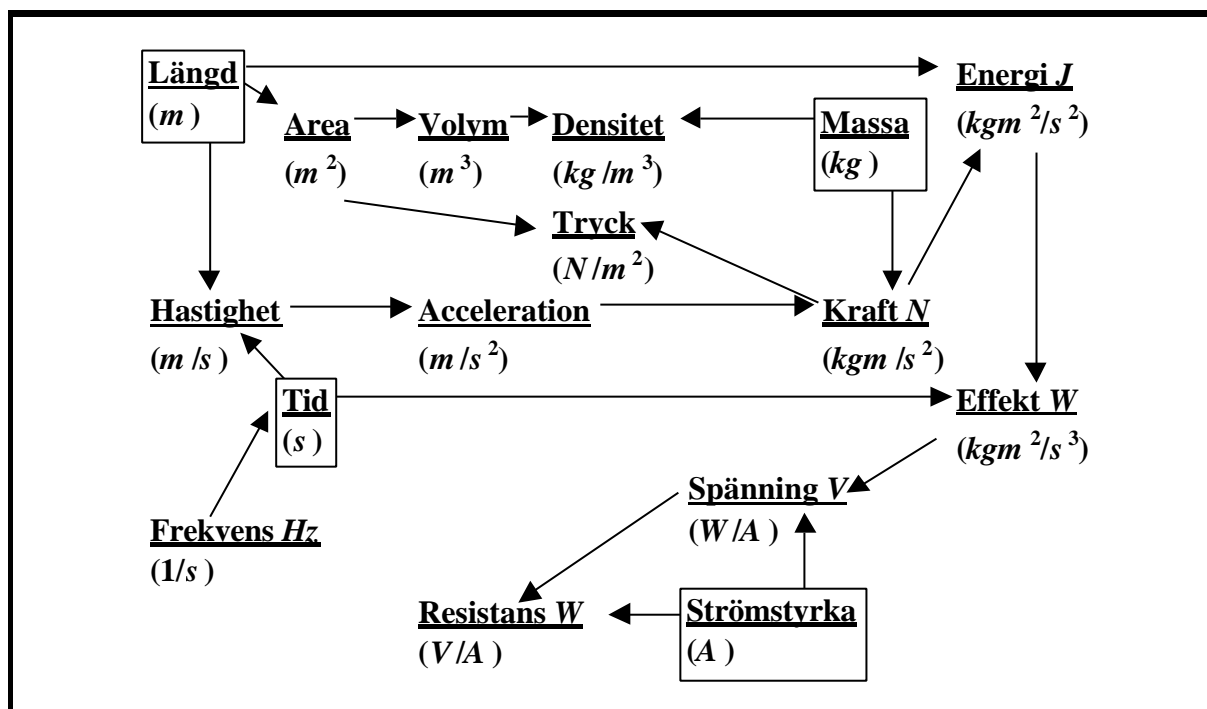 Längd
(m)
Energi J
(kgm²/s²)
Area
(m²)
Volym
(m³)
Densitet
(kg/m³)
Massa
(kg)
Tryck
(N/m²)
Hastighet
(m/s)
Acceleration
(m/s²)
Kraft N
(kgm/s²)
Tid
(s)
Effekt W
(kgm²/s³)
Spänning V
(W/A)
Frekvens Hz
(1/s)
Resistans W
(V/A)
Strömstyrka
(A)